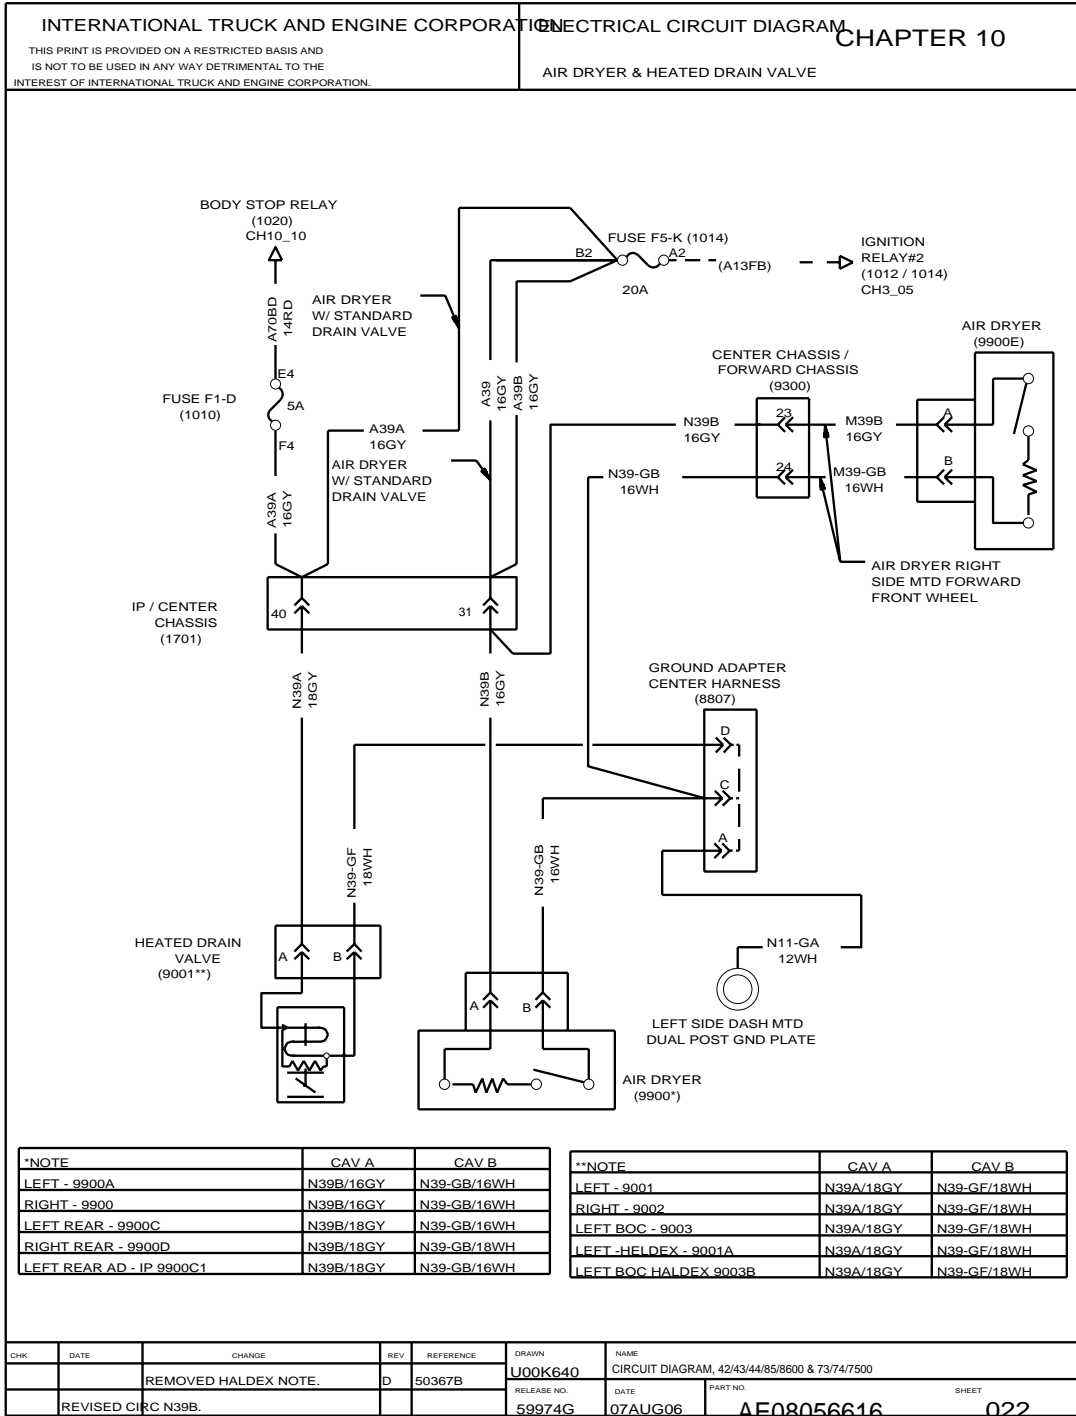 INTERNATIONAL TRUCK AND ENGINE CORPORATION
THIS PRINT IS PROVIDED ON A RESTRICTED BASIS AND
IS NOT TO BE USED IN ANY WAY DETRIMENTAL TO THE
INTEREST OF INTERNATIONAL TRUCK AND ENGINE CORPORATION.
ELECTRICAL CIRCUIT DIAGRAM
CHAPTER 10
AIR DRYER & HEATED DRAIN VALVE
BODY STOP RELAY
(1020)
CH10_10
A70BD
14RD
FUSE F1-D
(1010)
E4
5A
F4
A39A
16GY
AIR DRYER
W/ STANDARD
DRAIN VALVE
A39A
16GY
AIR DRYER
W/ STANDARD
DRAIN VALVE
B2
FUSE F5-K (1014)
A2
20A
(A13FB)
IGNITION
RELAY#2
(1012 / 1014)
CH3_05
A39
16GY
A39B
16GY
AIR DRYER
(9900E)
CENTER CHASSIS /
FORWARD CHASSIS
(9300)
N39B
16GY
23
M39B
16GY
A
N39-GB
16WH
24
M39-GB
16WH
B
AIR DRYER RIGHT
SIDE MTD FORWARD
FRONT WHEEL
IP / CENTER
CHASSIS
(1701)
40
31
N39A
18GY
N39B
16GY
GROUND ADAPTER
CENTER HARNESS
(8807)
D
C
A
N39-GF
18WH
N39-GB
16WH
HEATED DRAIN
VALVE
(9001**)
A
B
N11-GA
12WH
LEFT SIDE DASH MTD
DUAL POST GND PLATE
A
B
AIR DRYER
(9900*)
*NOTE CAV A CAV B
LEFT - 9900A N39B/16GY N39-GB/16WH
RIGHT - 9900 N39B/16GY N39-GB/16WH
LEFT REAR - 9900C N39B/18GY N39-GB/16WH
RIGHT REAR - 9900D N39B/18GY N39-GB/18WH
LEFT REAR AD - IP 9900C1 N39B/18GY N39-GB/16WH
**NOTE CAV A CAV B
LEFT - 9001 N39A/18GY N39-GF/18WH
RIGHT - 9002 N39A/18GY N39-GF/18WH
LEFT BOC - 9003 N39A/18GY N39-GF/18WH
LEFT -HELDEX - 9001A N39A/18GY N39-GF/18WH
LEFT BOC HALDEX 9003B N39A/18GY N39-GF/18WH
CHK DATE CHANGE REV REFERENCE
REMOVED HALDEX NOTE. D 50367B
REVISED CIRC N39B.
DRAWN
U00K640
NAME
CIRCUIT DIAGRAM, 42/43/44/85/8600 & 73/74/7500
RELEASE NO.
59974G
DATE
07AUG06
PART NO.
AE08056616
SHEET
022